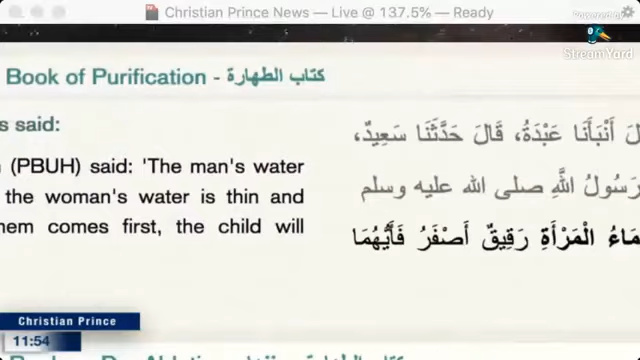 Christian Prince News — Live @ 137.5% — Ready
Powered by
StreamYard
Book of Purification - كتاب الطهارة
s said:
(PBUH) said: 'The man's water
the woman's water is thin and
hem comes first, the child will
لَ أَنْبَأَنَا عَبْدَةُ، قَالَ حَدَّثَنَا سَعِيدٌ،
رَسُولُ اللَّهِ صلى الله عليه وسلم
مَاءُ الْمَرْأَةِ رَقِيقٌ أَصْفَرُ فَأَيُّهُمَا
Christian Prince
11:54